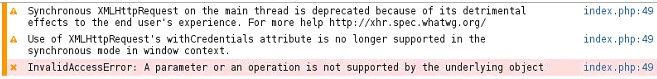 Synchronous XMLHttpRequest on the main thread is deprecated because of its detrimental index.php:49
effects to the end user's experience. For more help http://xhr.spec.whatwg.org/
Use of XMLHttpRequest's withCredentials attribute is no longer supported in the index.php:49
synchronous mode in window context.
InvalidAccessError: A parameter or an operation is not supported by the underlying object index.php:49